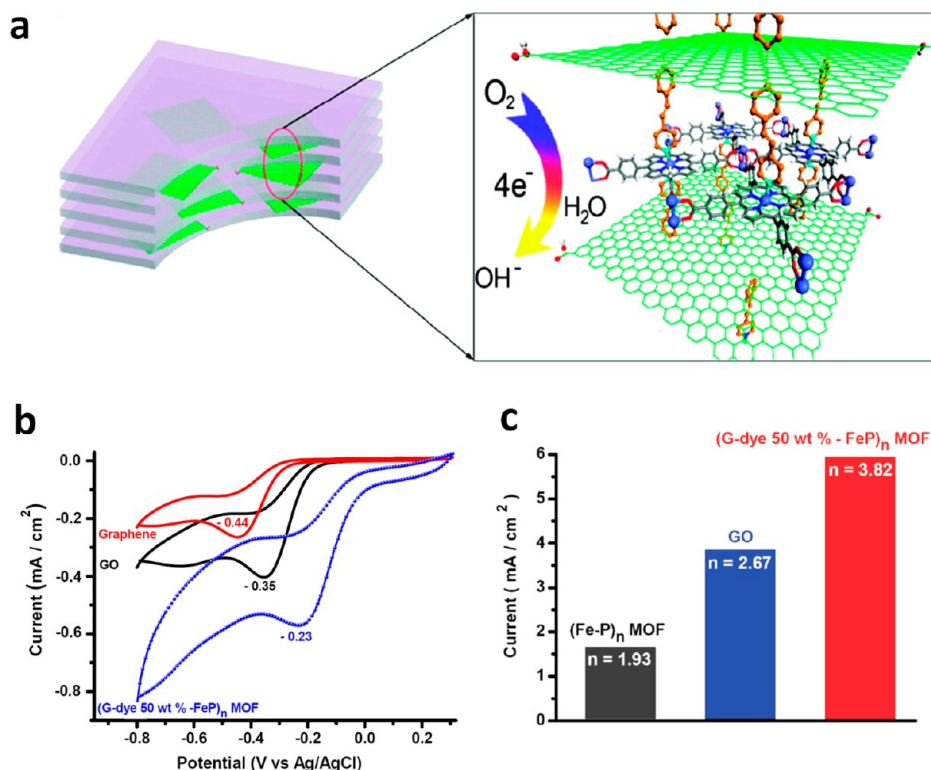 a
O₂
4e⁻
H₂O
OH⁻
b
0.0
-0.2
-0.4
-0.6
-0.8
Current (mA / cm²)
Graphene
- 0.44
GO
- 0.35
- 0.23
(G-dye 50 wt % -FeP)ₙ MOF
-0.8 -0.6 -0.4 -0.2 0.0 0.2
Potential (V vs Ag/AgCl)
c
6
5
4
3
2
1
0
Current ( mA / cm²)
(G-dye 50 wt % - FeP)ₙ MOF
n = 3.82
GO
n = 2.67
(Fe-P)ₙ MOF
n = 1.93